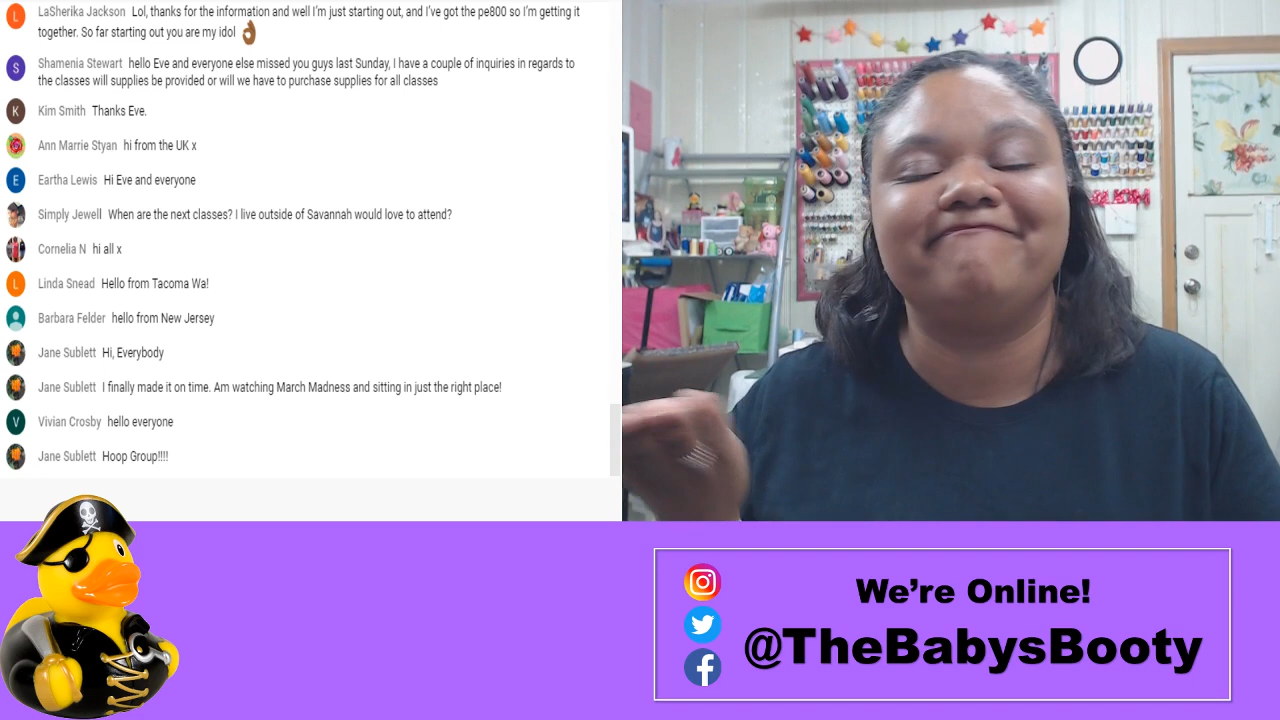 LaSherika Jackson Lol, thanks for the information and well I'm just starting out, and I've got the pe800 so I'm getting it
together. So far starting out you are my idol
Shamenia Stewart hello Eve and everyone else missed you guys last Sunday, I have a couple of inquiries in regards to
the classes will supplies be provided or will we have to purchase supplies for all classes
Kim Smith Thanks Eve.
Ann Marrie Styan hi from the UK x
Eartha Lewis Hi Eve and everyone
Simply Jewell When are the next classes? I live outside of Savannah would love to attend?
Cornelia N hi all x
Linda Snead Hello from Tacoma Wa!
Barbara Felder hello from New Jersey
Jane Sublett Hi, Everybody
Jane Sublett I finally made it on time. Am watching March Madness and sitting in just the right place!
Vivian Crosby hello everyone
Jane Sublett Hoop Group!!!!
We're Online!
@TheBabysBooty